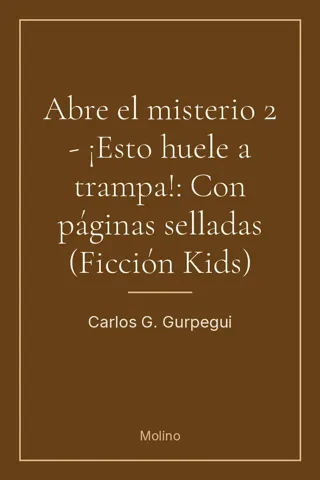 Abre el misterio 2
- ¡Esto huele a
trampa!: Con
páginas selladas
(Ficción Kids)
Carlos G. Gurpegui
Molino